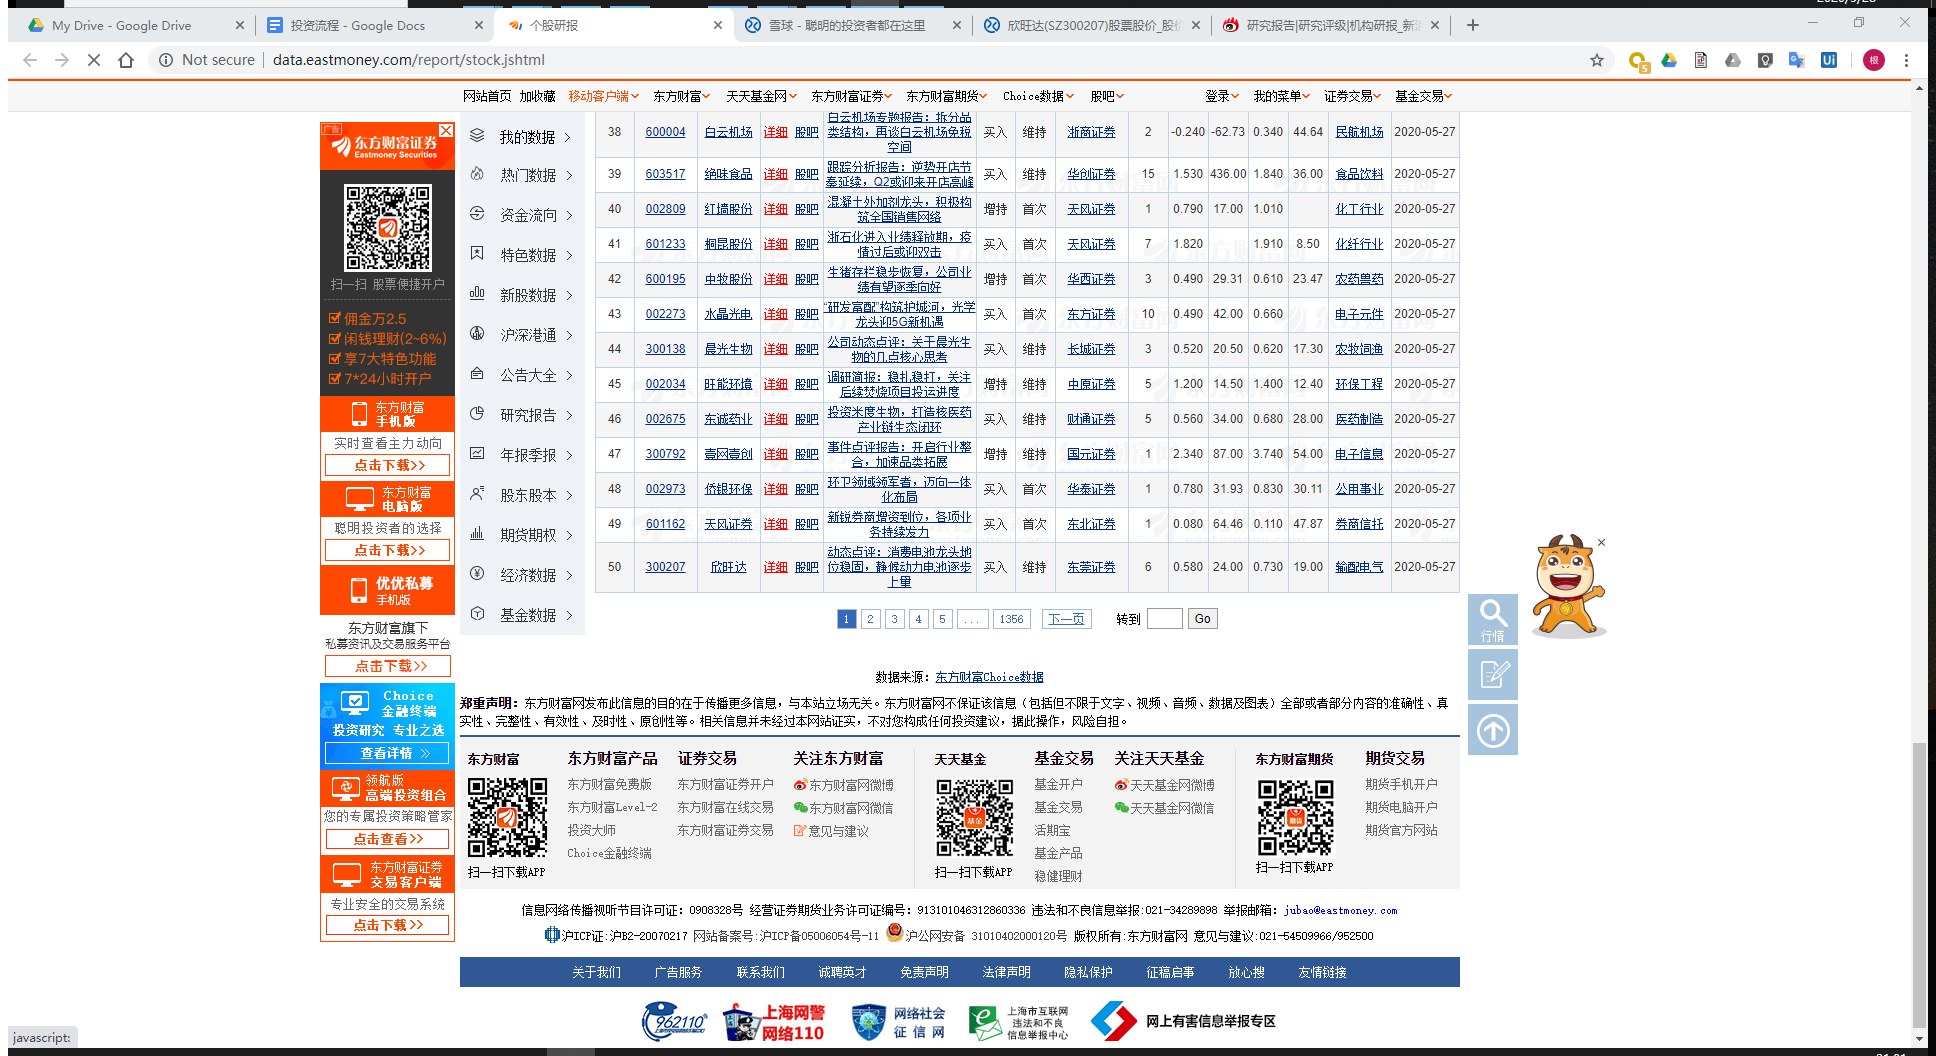 My Drive - Google Drive
投资流程 - Google Docs
个股研报
雪球 - 聪明的投资者都在这里
欣旺达(SZ300207)股票股价_股价
研究报告|研究评级|机构研报_新浪
Not secure
data.eastmoney.com/report/stock.jshtml
网站首页 加收藏 移动客户端 东方财富 天天基金网 东方财富证券 东方财富期货 Choice数据 股吧 登录 我的菜单 证券交易 基金交易
广告
东方财富证券
Eastmoney Securities
扫一扫 股票便捷开户
佣金万2.5
闲钱理财(2~6%)
享7大特色功能
7*24小时开户
东方财富
手机版
实时查看主力动向
点击下载>>
东方财富
电脑版
聪明投资者的选择
点击下载>>
优优私募
手机版
东方财富旗下
私募资讯及交易服务平台
点击下载>>
Choice
金融终端
投资研究 专业之选
查看详情 >>
领航版
高端投资组合
您的专属投资策略管家
点击查看>>
东方财富证券
交易客户端
专业安全的交易系统
点击下载>>
我的数据
热门数据
资金流向
特色数据
新股数据
沪深港通
公告大全
研究报告
年报季报
股东股本
期货期权
经济数据
基金数据
38 600004 白云机场 详细 股吧 白云机场专题报告：拆分品类结构，再谈白云机场免税空间 买入 维持 浙商证券 2 -0.240 -62.73 0.340 44.64 民航机场 2020-05-27
39 603517 绝味食品 详细 股吧 跟踪分析报告：逆势开店节奏延续，Q2或迎来开店高峰 买入 维持 华创证券 15 1.530 436.00 1.840 36.00 食品饮料 2020-05-27
40 002809 红墙股份 详细 股吧 混凝土外加剂龙头，积极构筑全国销售网络 增持 首次 天风证券 1 0.790 17.00 1.010 化工行业 2020-05-27
41 601233 桐昆股份 详细 股吧 浙石化进入业绩释放期，疫情过后或迎双击 买入 首次 天风证券 7 1.820 1.910 8.50 化纤行业 2020-05-27
42 600195 中牧股份 详细 股吧 生猪存栏稳步恢复，公司业绩有望逐季向好 增持 首次 华西证券 3 0.490 29.31 0.610 23.47 农药兽药 2020-05-27
43 002273 水晶光电 详细 股吧 “研发富配”构筑护城河，光学龙头迎5G新机遇 买入 首次 东方证券 10 0.490 42.00 0.660 电子元件 2020-05-27
44 300138 晨光生物 详细 股吧 公司动态点评：关于晨光生物的几点核心思考 买入 维持 长城证券 3 0.520 20.50 0.620 17.30 农牧饲渔 2020-05-27
45 002034 旺能环境 详细 股吧 调研简报：稳扎稳打，关注后续焚烧项目投运进度 增持 维持 中原证券 5 1.200 14.50 1.400 12.40 环保工程 2020-05-27
46 002675 东诚药业 详细 股吧 投资米度生物，打造核医药产业链生态闭环 买入 维持 财通证券 5 0.560 34.00 0.680 28.00 医药制造 2020-05-27
47 300792 壹网壹创 详细 股吧 事件点评报告：开启行业整合，加速品类拓展 增持 维持 国元证券 1 2.340 87.00 3.740 54.00 电子信息 2020-05-27
48 002973 侨银环保 详细 股吧 环卫领域领军者，迈向一体化布局 买入 首次 华泰证券 1 0.780 31.93 0.830 30.11 公用事业 2020-05-27
49 601162 天风证券 详细 股吧 新锐券商增资到位，各项业务持续发力 买入 首次 东北证券 1 0.080 64.46 0.110 47.87 券商信托 2020-05-27
50 300207 欣旺达 详细 股吧 动态点评：消费电池龙头地位稳固，静候动力电池逐步上量 买入 维持 东莞证券 6 0.580 24.00 0.730 19.00 输配电气 2020-05-27
1 2 3 4 5 ... 1356 下一页 转到 Go
行情
数据来源：东方财富Choice数据
郑重声明：东方财富网发布此信息的目的在于传播更多信息，与本站立场无关。东方财富网不保证该信息（包括但不限于文字、视频、音频、数据及图表）全部或者部分内容的准确性、真
实性、完整性、有效性、及时性、原创性等。相关信息并未经过本网站证实，不对您构成任何投资建议，据此操作，风险自担。
东方财富
扫一扫下载APP
东方财富产品
东方财富免费版
东方财富Level-2
投资大师
Choice金融终端
证券交易
东方财富证券开户
东方财富在线交易
东方财富证券交易
关注东方财富
东方财富网微博
东方财富网微信
意见与建议
天天基金
基金
扫一扫下载APP
基金交易
基金开户
基金交易
活期宝
基金产品
稳健理财
关注天天基金
天天基金网微博
天天基金网微信
东方财富期货
期货
扫一扫下载APP
期货交易
期货手机开户
期货电脑开户
期货官方网站
信息网络传播视听节目许可证：0908328号 经营证券期货业务许可证编号：913101046312860336 违法和不良信息举报:021-34289898 举报邮箱：jubao@eastmoney.com
沪ICP证:沪B2-20070217 网站备案号:沪ICP备05006054号-11 沪公网安备 31010402000120号 版权所有:东方财富网 意见与建议:021-54509966/952500
关于我们 广告服务 联系我们 诚聘英才 免责声明 法律声明 隐私保护 征稿启事 放心搜 友情链接
962110
上海网警
网络110
网络社会
征信网
上海市互联网
违法和不良
信息举报中心
网上有害信息举报专区
javascript: